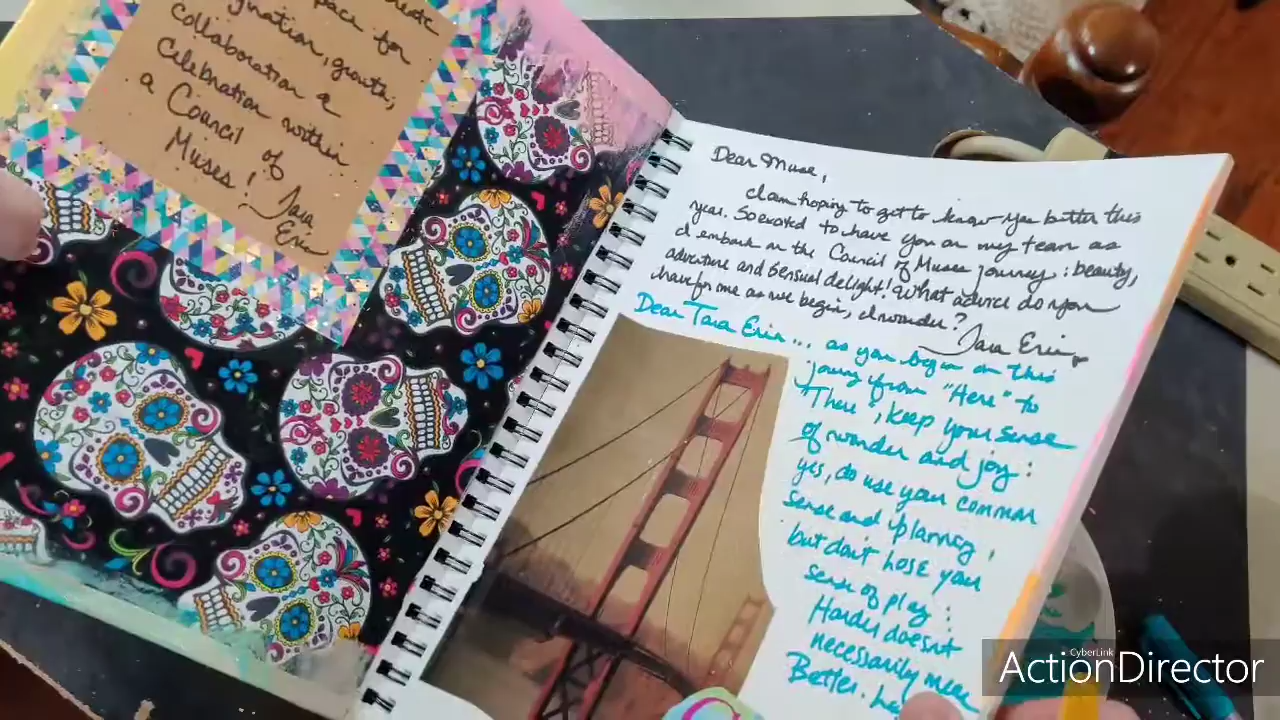 pace for
gination, growth,
collaboration &
celebration within
a Council of
Muses!
Tara
Erin
Dear Muse,
I am hoping to get to know you better this
year. So excited to have you on my team as
I embark on the Council of Muses journey: beauty,
adventure and sensual delight! What advice do you
have for me as we begin, I wonder?
Tara Erin
Dear Tara Erin... as you begin on this
journey from "Here" to
"There", keep your sense
of wonder and joy:
yes, do use your common
sense and planning,
but don't lose your
sense of play:
Harder doesn't
necessarily mean
Better.
CyberLink
ActionDirector